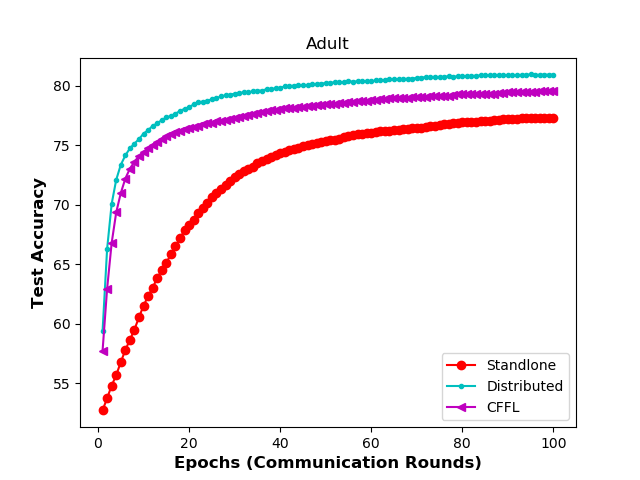 Adult
Test Accuracy
80
75
70
65
60
55
0 20 40 60 80 100
Epochs (Communication Rounds)
Standlone
Distributed
CFFL